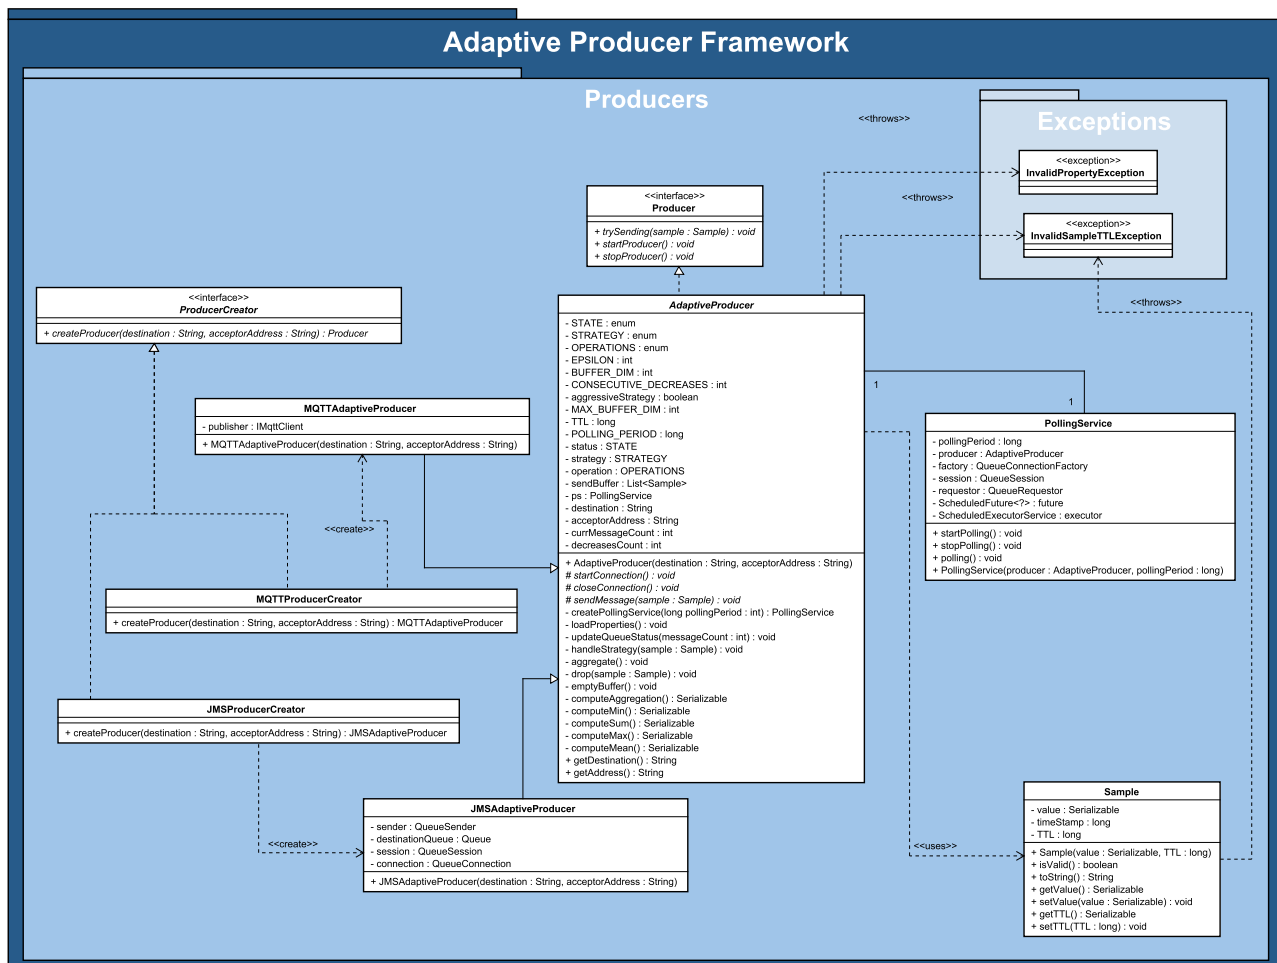 Adaptive Producer Framework
Producers
Exceptions
<<throws>>
<<exception>>
InvalidPropertyException
<<throws>>
<<exception>>
InvalidSampleTTLException
<<throws>>
<<interface>>
Producer
+ trySending(sample : Sample) : void
+ startProducer() : void
+ stopProducer() : void
<<interface>>
ProducerCreator
+ createProducer(destination : String, acceptorAddress : String) : Producer
AdaptiveProducer
- STATE : enum
- STRATEGY : enum
- OPERATIONS : enum
- EPSILON : int
- BUFFER_DIM : int
- CONSECUTIVE_DECREASES : int
- aggressiveStrategy : boolean
- MAX_BUFFER_DIM : int
- TTL : long
- POLLING_PERIOD : long
- status : STATE
- strategy : STRATEGY
- operation : OPERATIONS
- sendBuffer : List<Sample>
- ps : PollingService
- destination : String
- acceptorAddress : String
- currMessageCount : int
- decreasesCount : int
+ AdaptiveProducer(destination : String, acceptorAddress : String)
# startConnection() : void
# closeConnection() : void
# sendMessage(sample : Sample) : void
- createPollingService(long pollingPeriod : int) : PollingService
- loadProperties() : void
- updateQueueStatus(messageCount : int) : void
- handleStrategy(sample : Sample) : void
- aggregate() : void
- drop(sample : Sample) : void
- emptyBuffer() : void
- computeAggregation() : Serializable
- computeMin() : Serializable
- computeSum() : Serializable
- computeMax() : Serializable
- computeMean() : Serializable
+ getDestination() : String
+ getAddress() : String
1
1
MQTTAdaptiveProducer
- publisher : IMqttClient
+ MQTTAdaptiveProducer(destination : String, acceptorAddress : String)
<<create>>
PollingService
- pollingPeriod : long
- producer : AdaptiveProducer
- factory : QueueConnectionFactory
- session : QueueSession
- requestor : QueueRequestor
- ScheduledFuture<?> : future
- ScheduledExecutorService : executor
+ startPolling() : void
+ stopPolling() : void
+ polling() : void
+ PollingService(producer : AdaptiveProducer, pollingPeriod : long)
MQTTProducerCreator
+ createProducer(destination : String, acceptorAddress : String) : MQTTAdaptiveProducer
JMSProducerCreator
+ createProducer(destination : String, acceptorAddress : String) : JMSAdaptiveProducer
<<create>>
JMSAdaptiveProducer
- sender : QueueSender
- destinationQueue : Queue
- session : QueueSession
- connection : QueueConnection
+ JMSAdaptiveProducer(destination : String, acceptorAddress : String)
<<uses>>
Sample
- value : Serializable
- timeStamp : long
- TTL : long
+ Sample(value : Serializable, TTL : long)
+ isValid() : boolean
+ toString() : String
+ getValue() : Serializable
+ setValue(value : Serializable) : void
+ getTTL() : Serializable
+ setTTL(TTL : long) : void